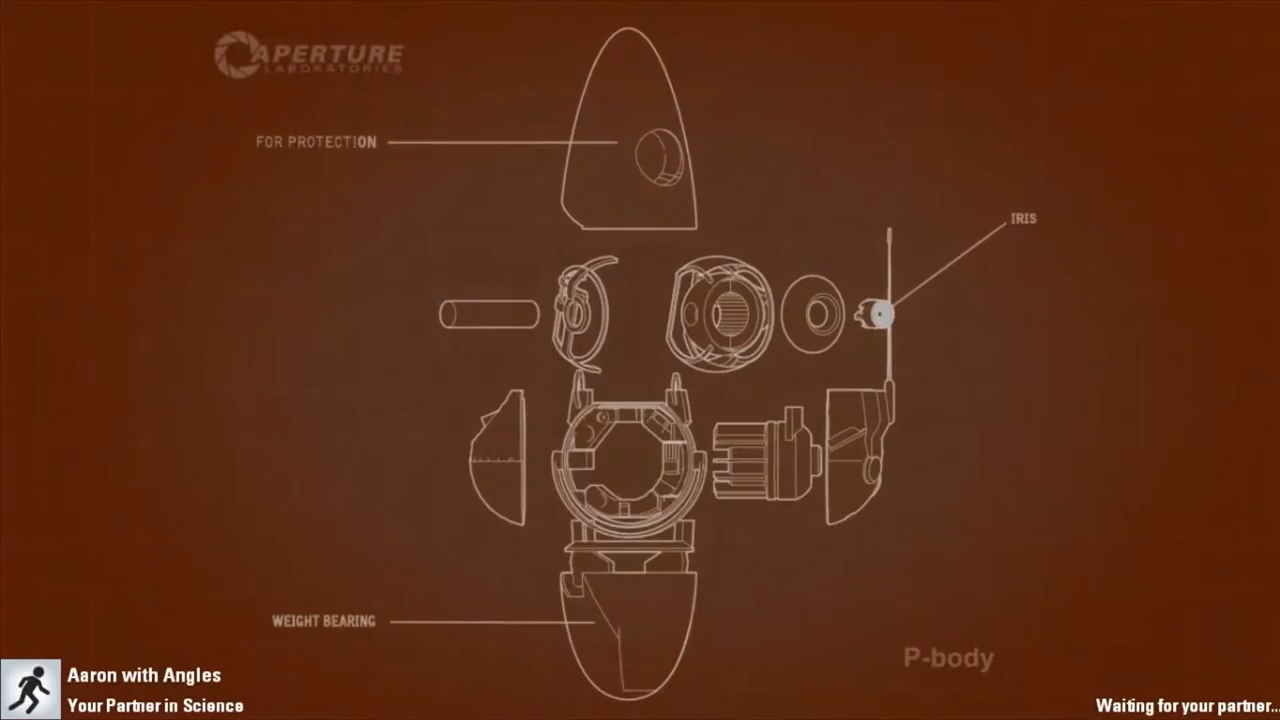 APERTURE
LABORATORIES
FOR PROTECTION
IRIS
WEIGHT BEARING
P-body
Aaron with Angles
Your Partner in Science
Waiting for your partner...